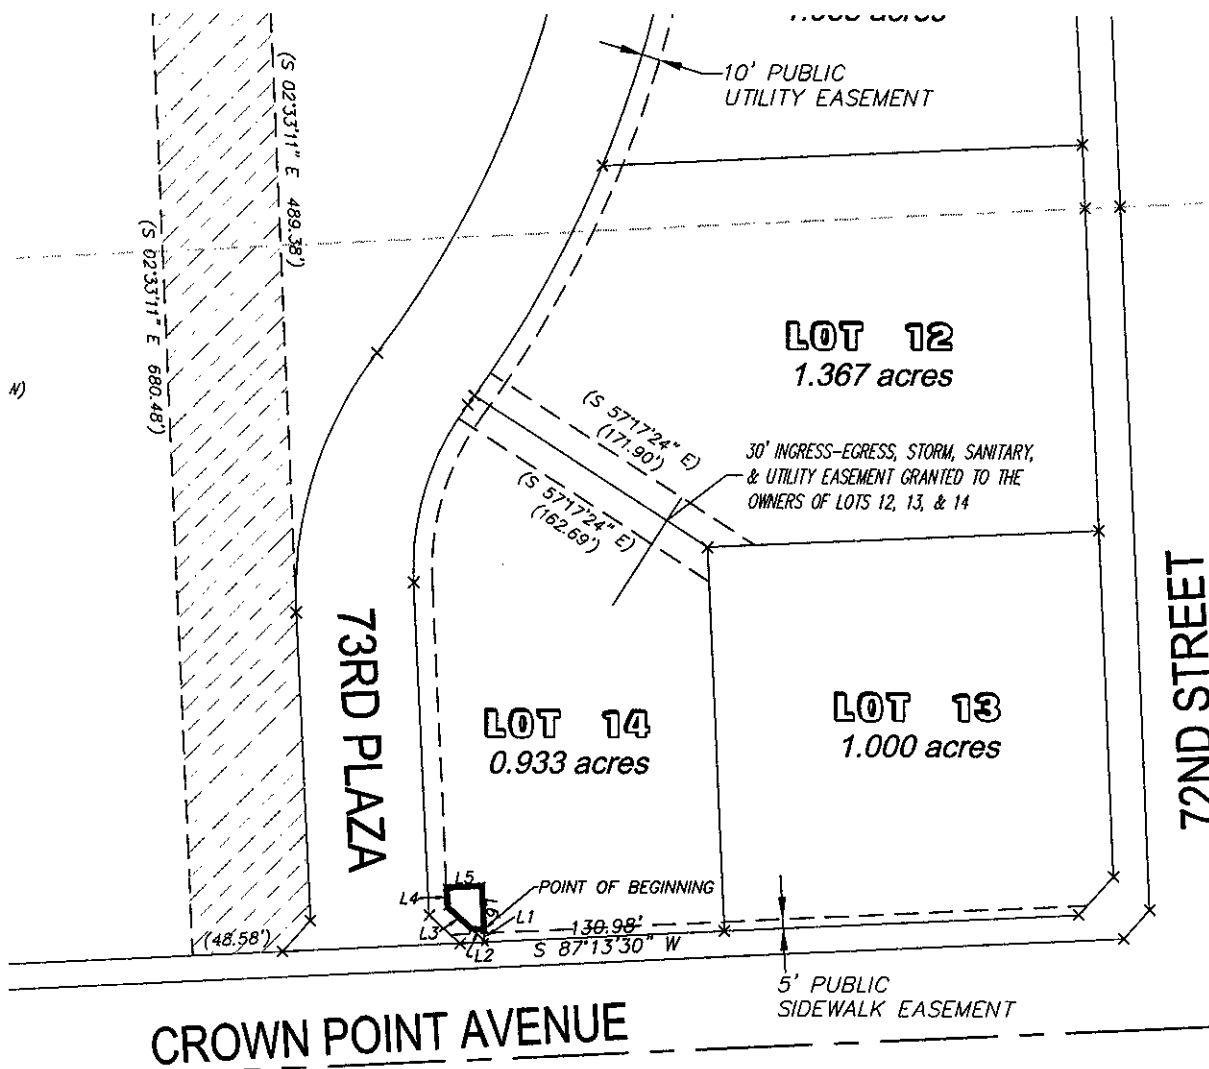 10' PUBLIC
UTILITY EASEMENT
(S 02°33'11" E 489.38')
(S 02°33'11" E 680.48')
N)
LOT 12
1.367 acres
(S 57°17'24" E)
(171.90')
30' INGRESS-EGRESS, STORM, SANITARY,
& UTILITY EASEMENT GRANTED TO THE
OWNERS OF LOTS 12, 13, & 14
(S 57°17'24" E)
(162.69')
73RD PLAZA
72ND STREET
LOT 14
0.933 acres
LOT 13
1.000 acres
L5
L4
POINT OF BEGINNING
L6
L1
L3
L2
130.98'
S 87°13'30" W
(48.58')
5' PUBLIC
SIDEWALK EASEMENT
CROWN POINT AVENUE